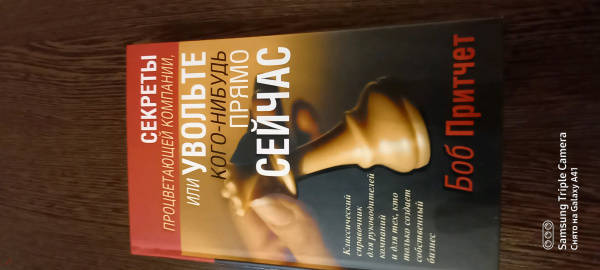 СЕКРЕТЫ
ПРОЦВЕТАЮЩЕЙ КОМПАНИИ,
ИЛИ УВОЛЬТЕ
КОГО-НИБУДЬ
ПРЯМО
СЕЙЧАС
Классический
справочник
для руководителей
компаний
и для тех, кто
только создает
собственный
бизнес
Боб Притчет
Samsung Triple Camera
Снято на Galaxy A41